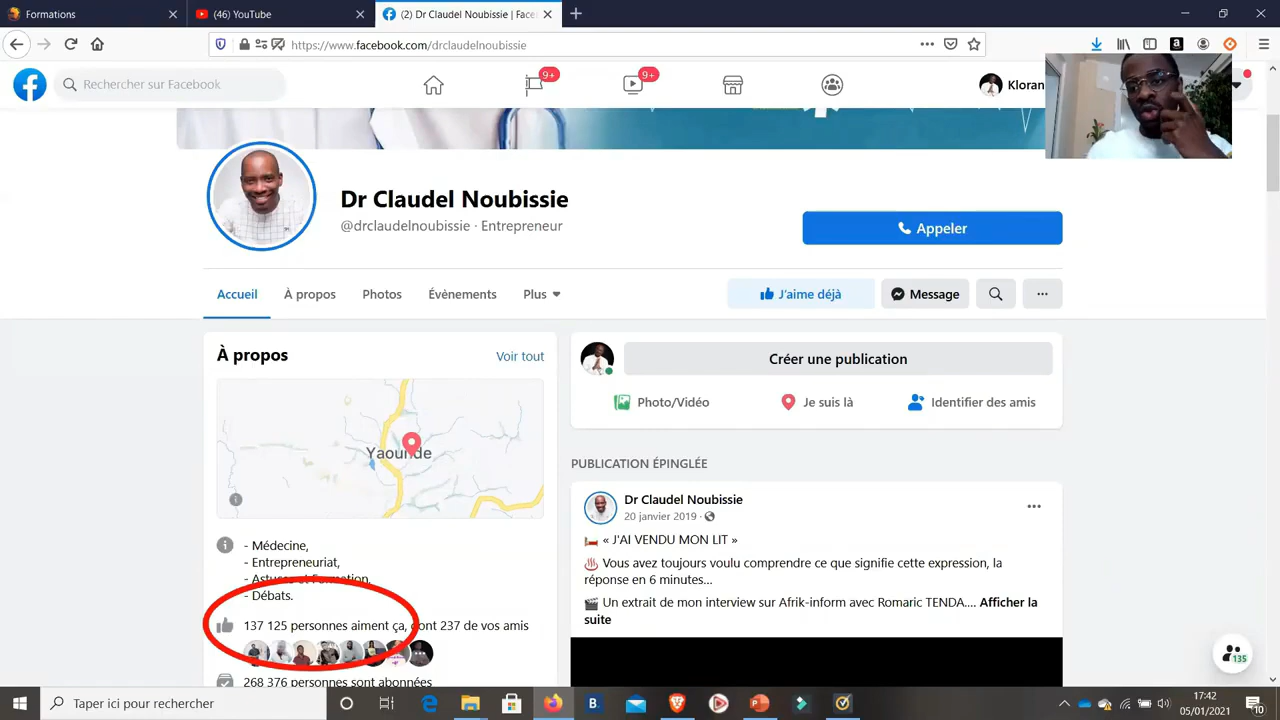 Formations
(46) YouTube
(2) Dr Claudel Noubissie | Face
https://www.facebook.com/drclaudelnoubissie
Rechercher sur Facebook
9+
9+
Kloran
Dr Claudel Noubissie
@drclaudelnoubissie · Entrepreneur
Appeler
Accueil
À propos
Photos
Évènements
Plus
J'aime déjà
Message
À propos
Voir tout
Yaounde
- Médecine,
- Entrepreneuriat,
- Astuces et Formation,
- Débats.
137 125 personnes aiment ça, dont 237 de vos amis
268 376 personnes sont abonnées
Créer une publication
Photo/Vidéo
Je suis là
Identifier des amis
PUBLICATION ÉPINGLÉE
Dr Claudel Noubissie
20 janvier 2019 ·
« J'AI VENDU MON LIT »
Vous avez toujours voulu comprendre ce que signifie cette expression, la
réponse en 6 minutes...
Un extrait de mon interview sur Afrik-inform avec Romaric TENDA.... Afficher la
suite
135
Taper ici pour rechercher
17:42
05/01/2021
10